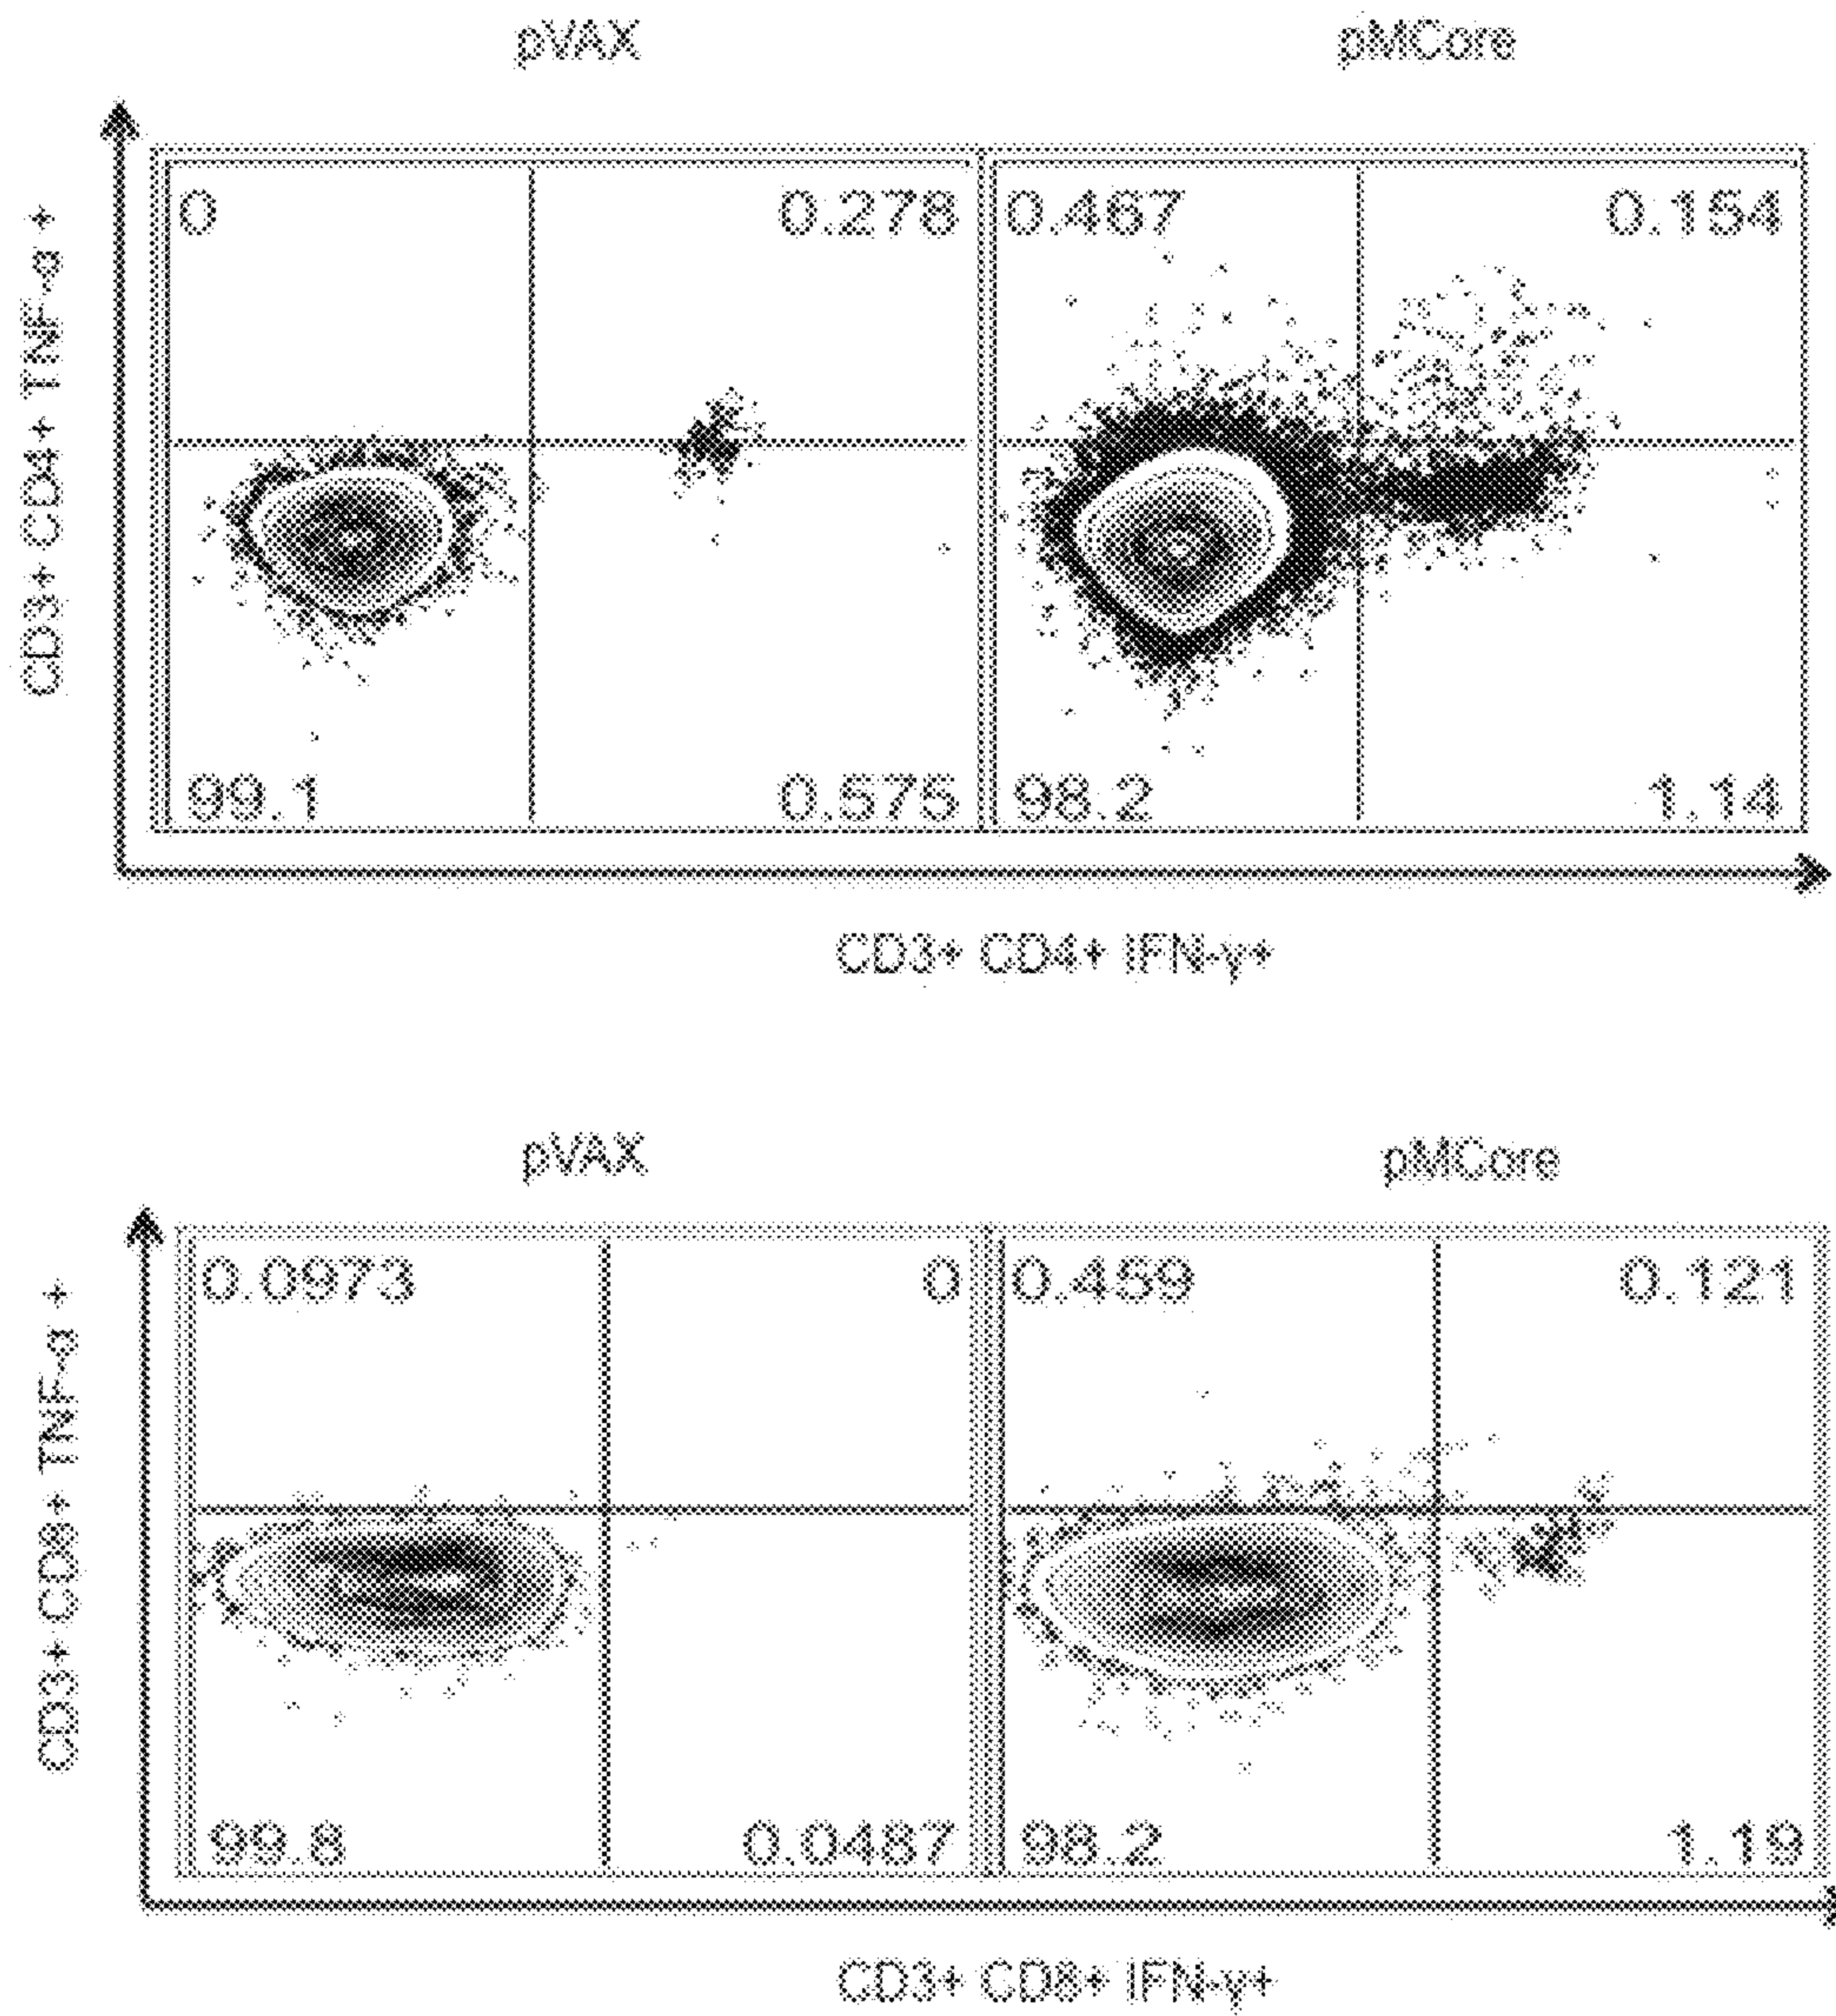 pVAX pMCore
CD3+ CD4+ TNF-α +
0 0.278 0.467 0.154
99.1 0.575 98.2 1.14
CD3+ CD4+ IFN-γ+
pVAX pMCore
CD3+ CD8+ TNF-α +
0.0973 0 0.459 0.121
99.8 0.0487 98.2 1.19
CD3+ CD8+ IFN-γ+